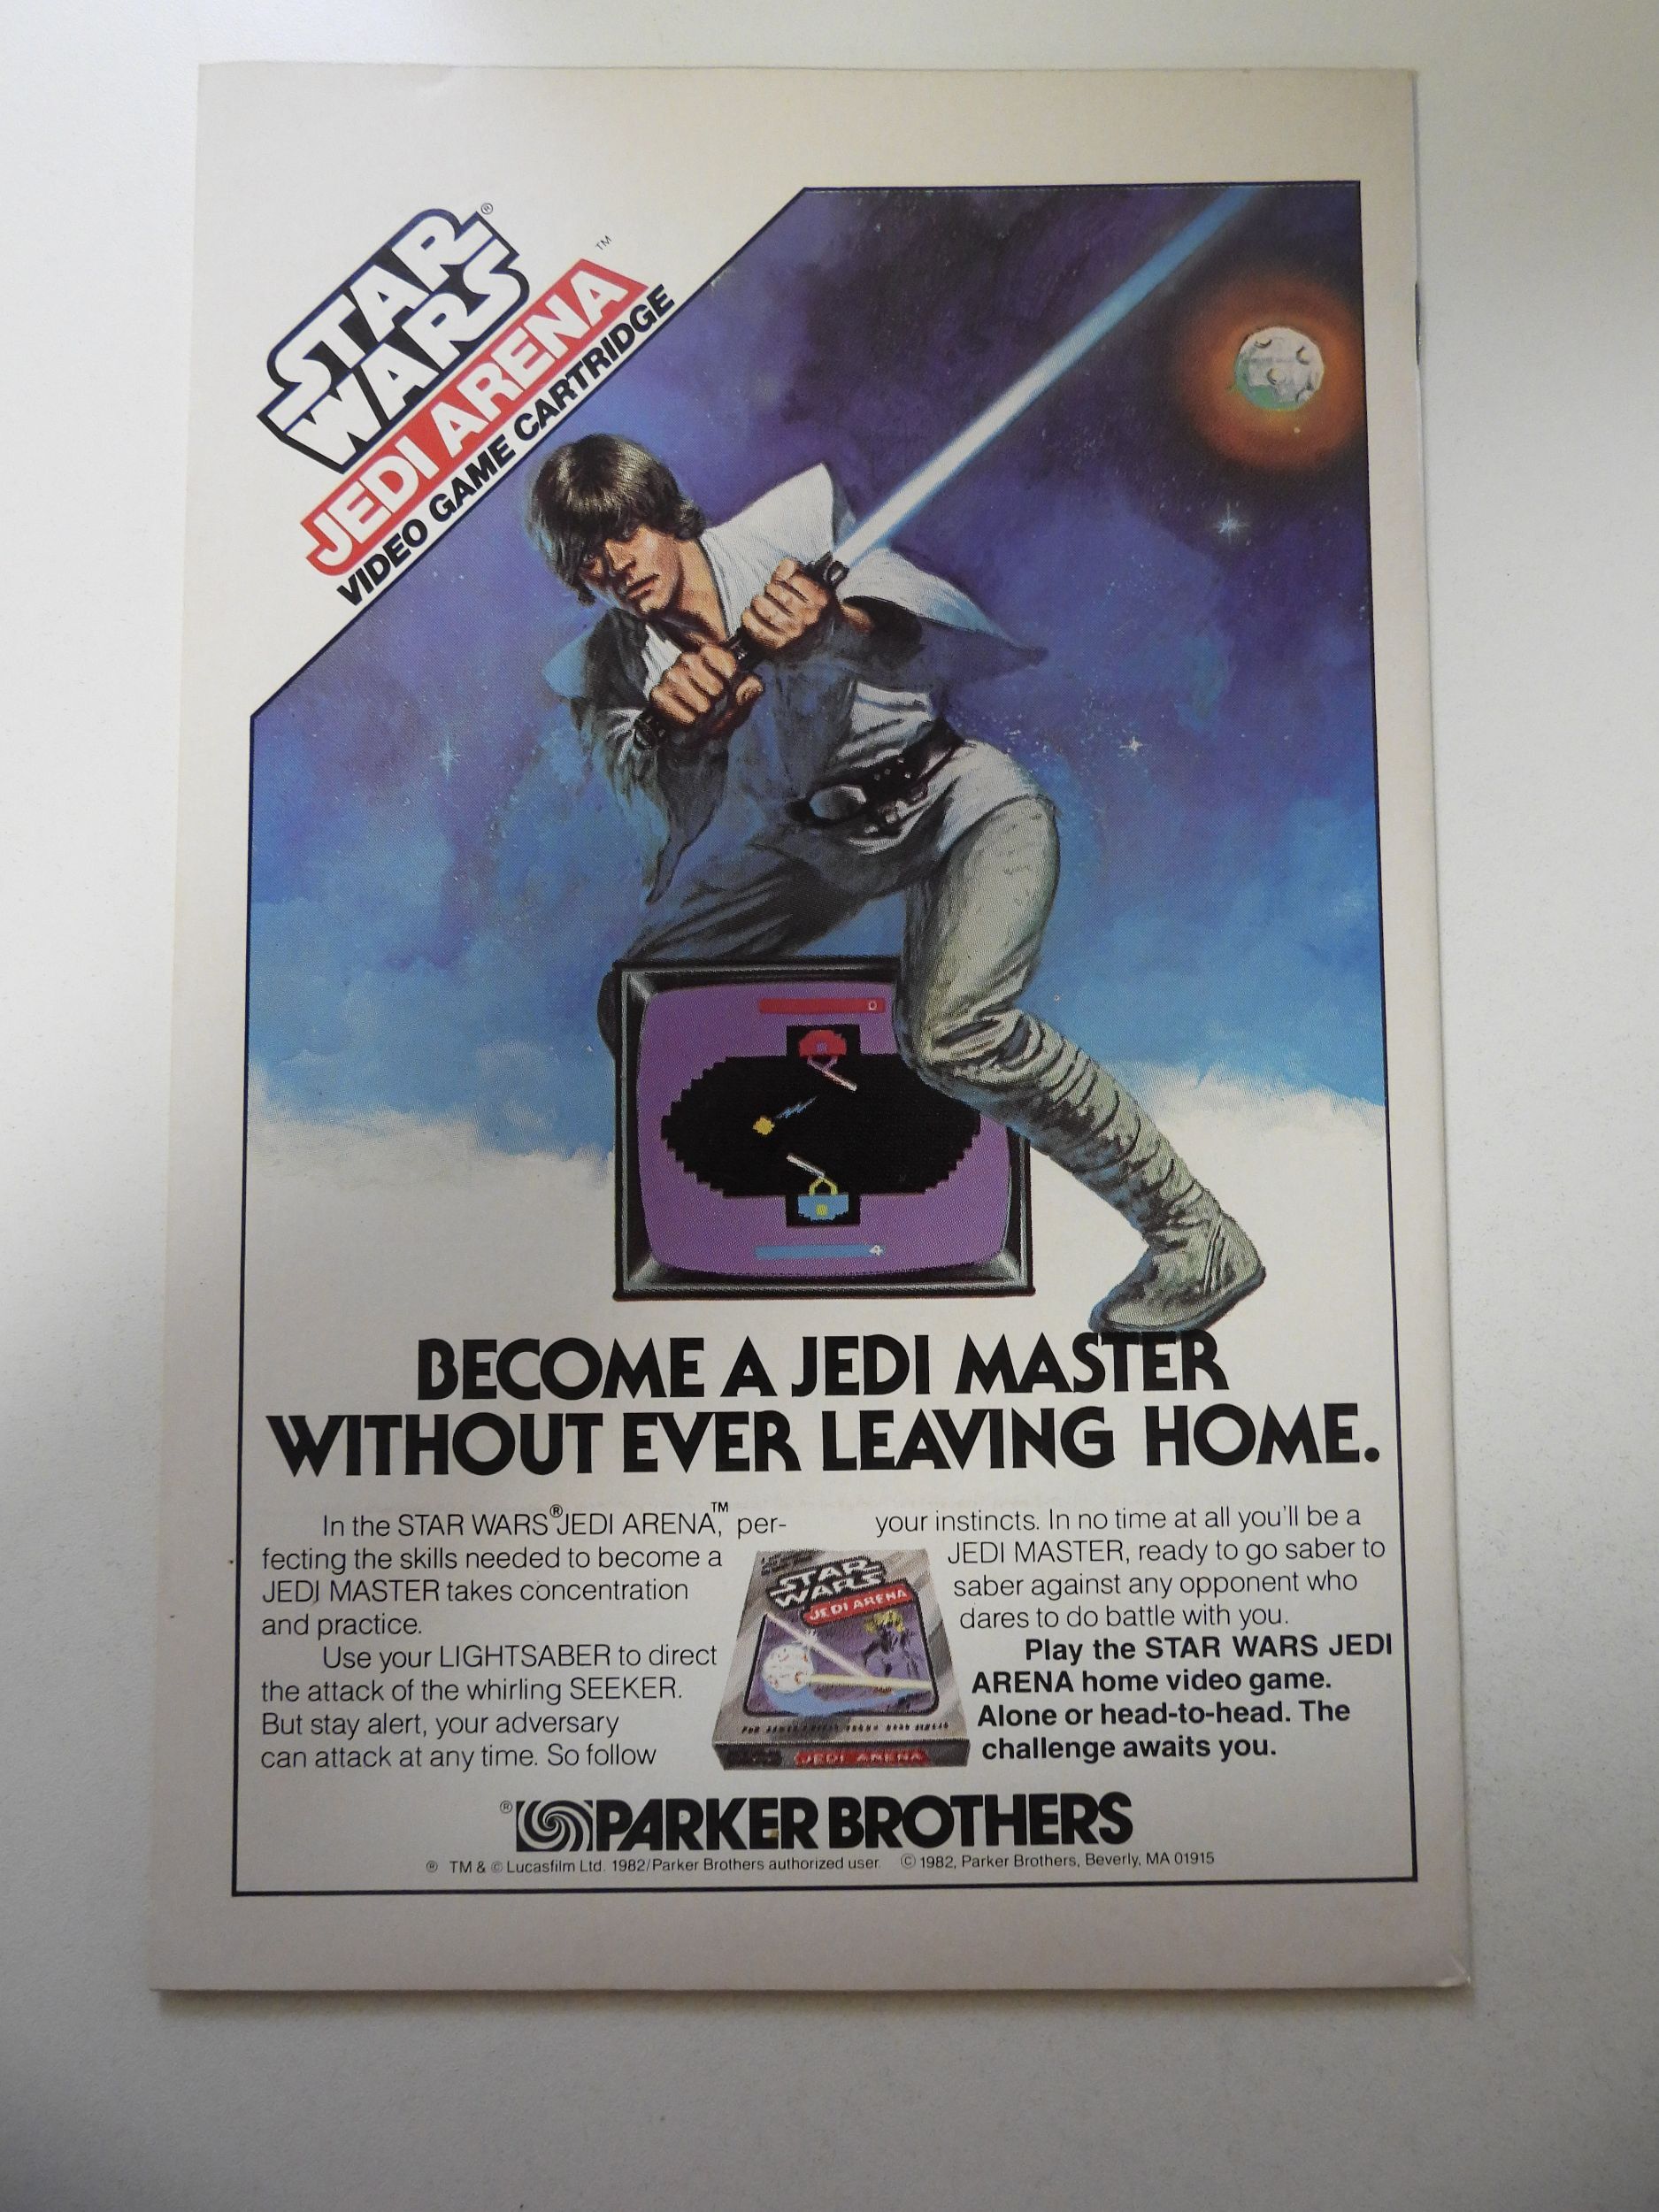 STAR ®
WARS
JEDI ARENA ™
VIDEO GAME CARTRIDGE
0
4
BECOME A JEDI MASTER
WITHOUT EVER LEAVING HOME.
In the STAR WARS® JEDI ARENA,™ per-
fecting the skills needed to become a
JEDI MASTER takes concentration
and practice.
Use your LIGHTSABER to direct
the attack of the whirling SEEKER.
But stay alert, your adversary
can attack at any time. So follow
STAR
WARS
JEDI ARENA
JEDI ARENA
your instincts. In no time at all you'll be a
JEDI MASTER, ready to go saber to
saber against any opponent who
dares to do battle with you.
Play the STAR WARS JEDI
ARENA home video game.
Alone or head-to-head. The
challenge awaits you.
® PARKER BROTHERS
® TM & © Lucasfilm Ltd. 1982/Parker Brothers authorized user. © 1982, Parker Brothers, Beverly, MA 01915